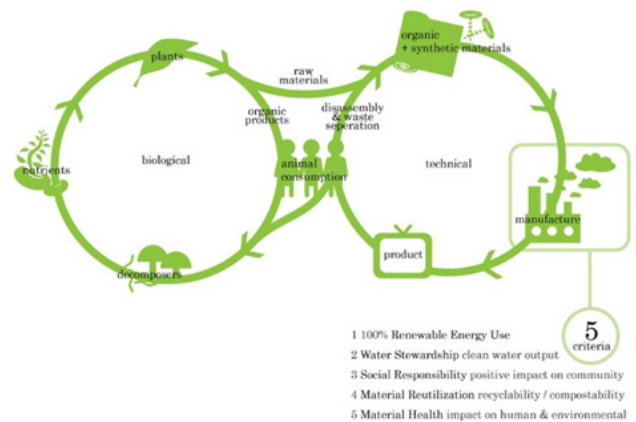 organic
+ synthetic materials
plants
raw
materials
organic
products
disassembly
& waste
seperation
nutrients
biological
animal
consumption
technical
manufacture
decomposers
product
5
criteria
1 100% Renewable Energy Use
2 Water Stewardship clean water output
3 Social Responsibility positive impact on community
4 Material Reutilization recyclability / compostability
5 Material Health impact on human & environmental